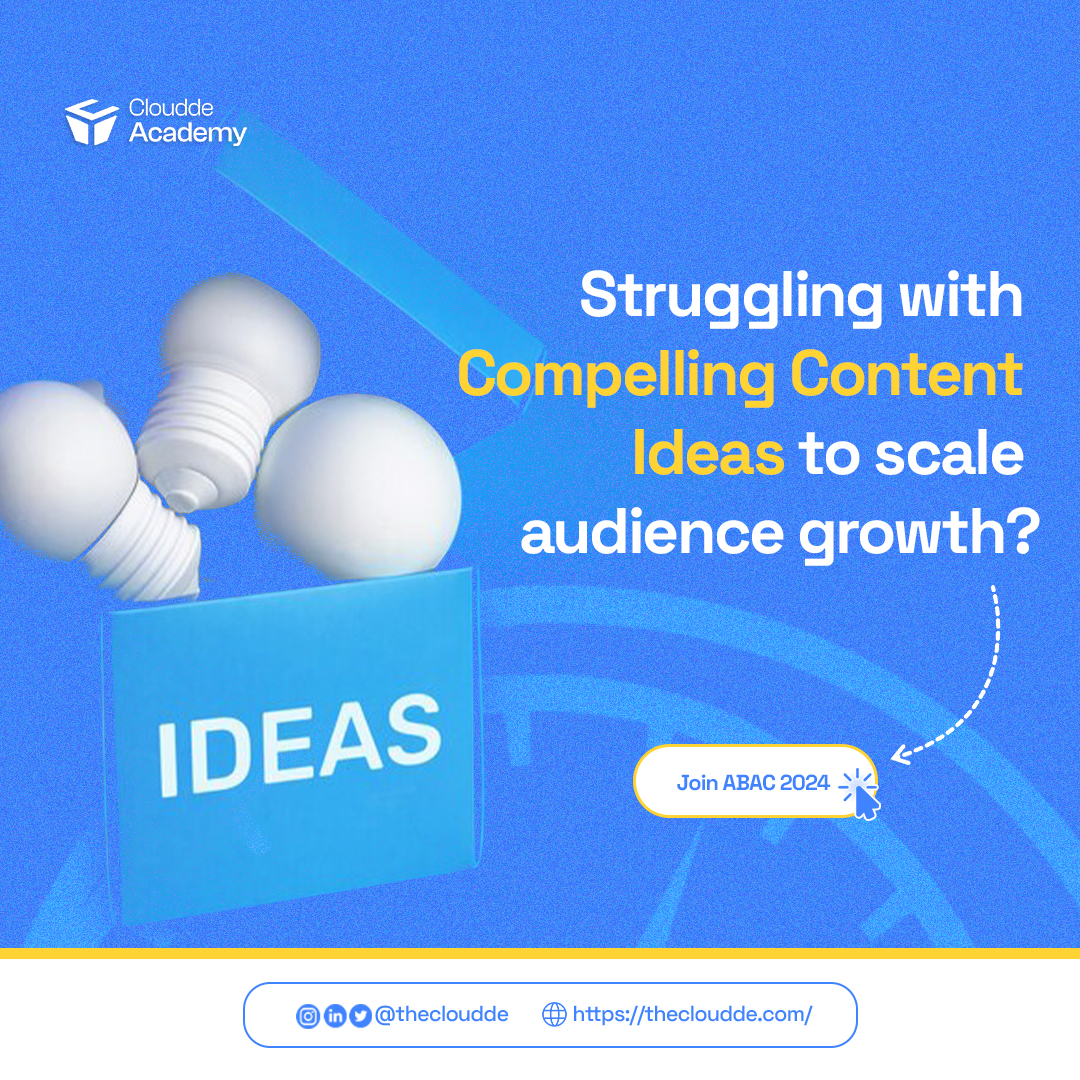 Cloudde
Academy
Struggling with
Compelling Content
Ideas to scale
audience growth?
IDEAS
Join ABAC 2024
@thecloudde https://thecloudde.com/